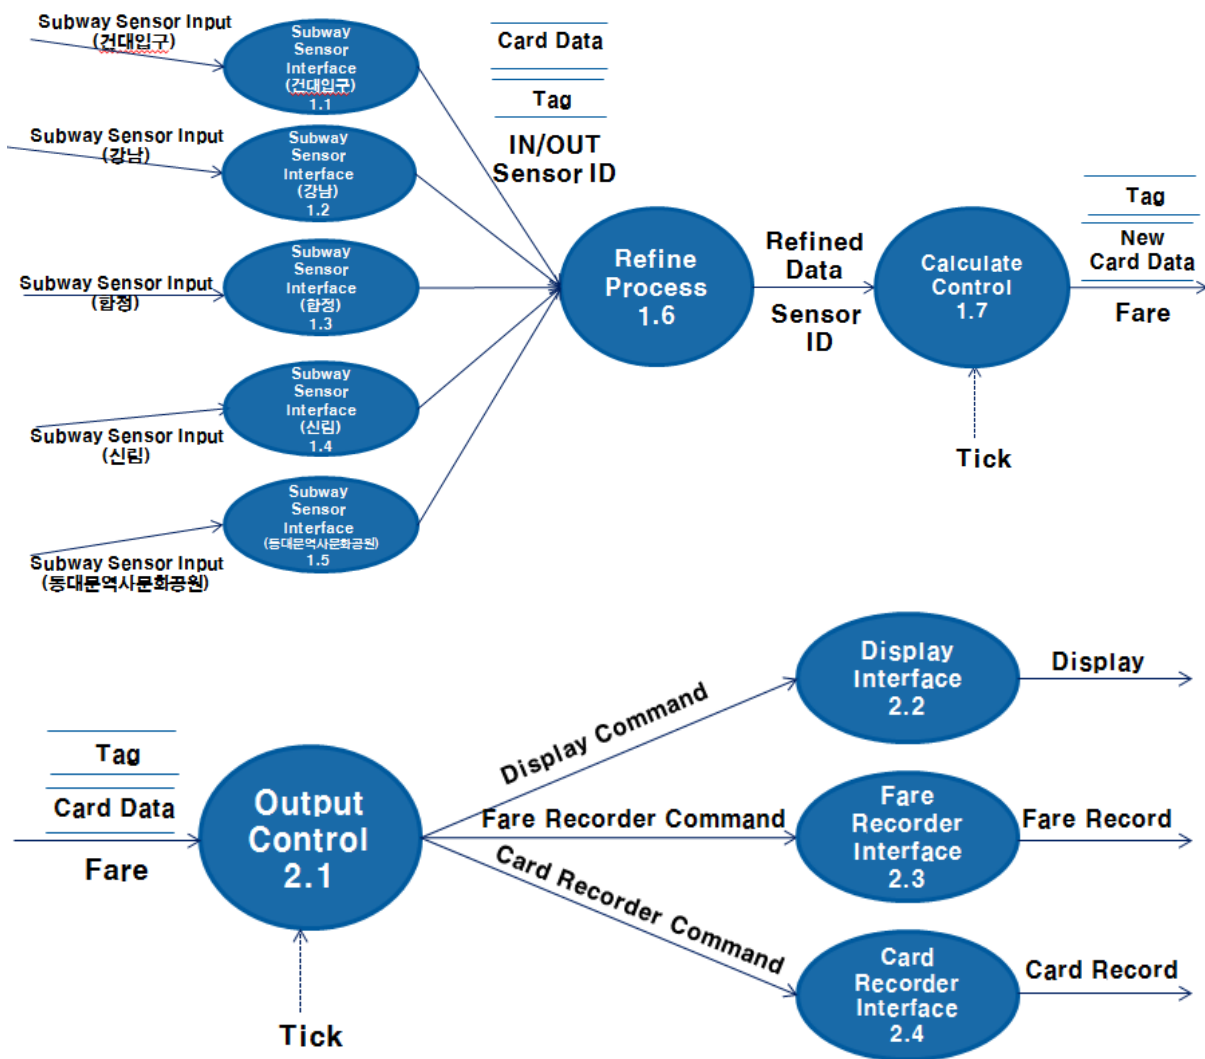 Subway Sensor Input
(건대입구)
Subway
Sensor
Interface
(건대입구)
1.1
Card Data
Tag
IN/OUT
Sensor ID
Subway Sensor Input
(강남)
Subway
Sensor
Interface
(강남)
1.2
Subway Sensor Input
(합정)
Subway
Sensor
Interface
(합정)
1.3
Refine
Process
1.6
Refined
Data
Sensor
ID
Calculate
Control
1.7
Tag
New
Card Data
Fare
Tick
Subway
Sensor
Interface
(신림)
1.4
Subway Sensor Input
(신림)
Subway
Sensor
Interface
(동대문역사문화공원)
1.5
Subway Sensor Input
(동대문역사문화공원)
Tag
Card Data
Fare
Output
Control
2.1
Tick
Display Command
Fare Recorder Command
Card Recorder Command
Display
Interface
2.2
Display
Fare
Recorder
Interface
2.3
Fare Record
Card
Recorder
Interface
2.4
Card Record